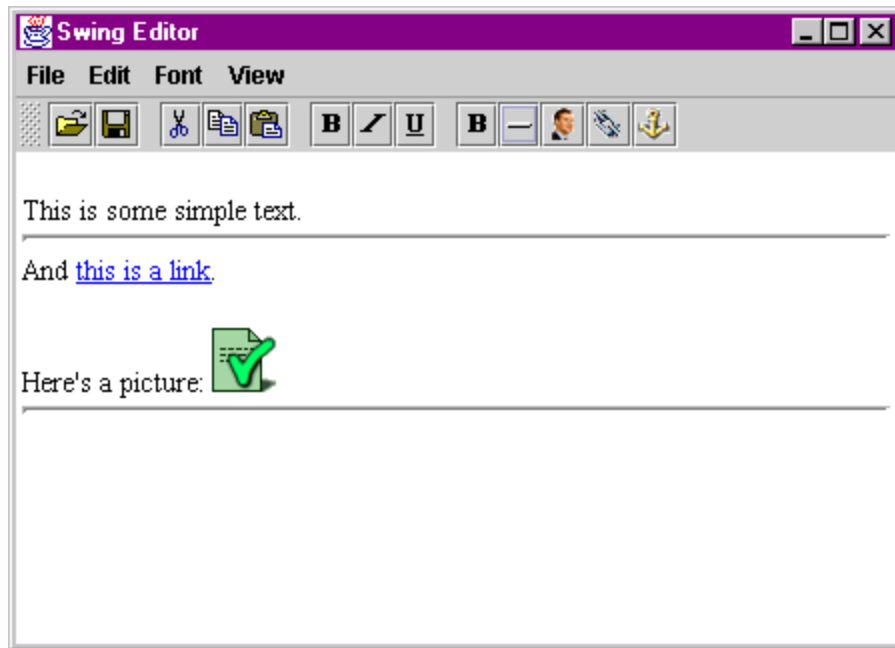 Swing Editor
File Edit Font View
B I U B
This is some simple text.
And this is a link.
Here's a picture: